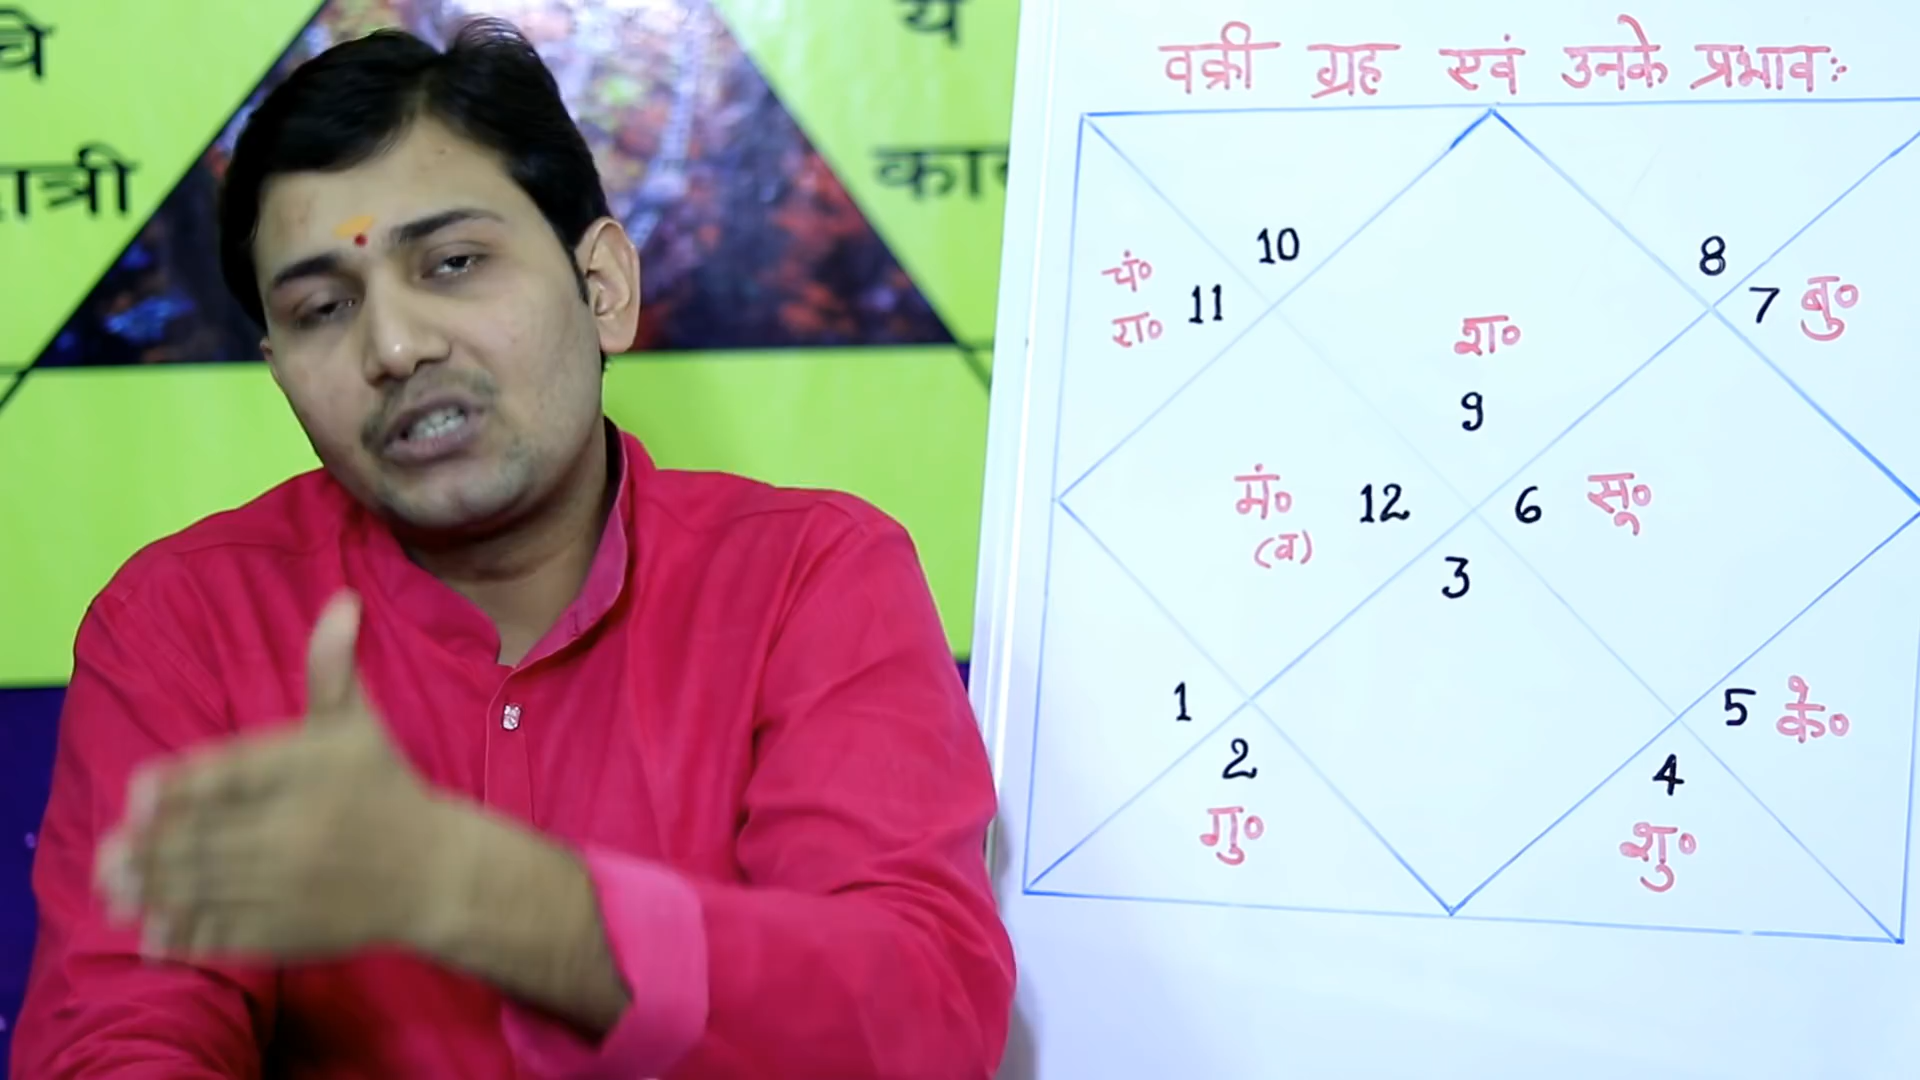 वक्री ग्रह एवं उनके प्रभावः
10
8
चं०
11
7 बु०
रा०
श०
9
मं० 12
6 सू०
(व)
3
1
5 के०
2
4
गु०
शु०